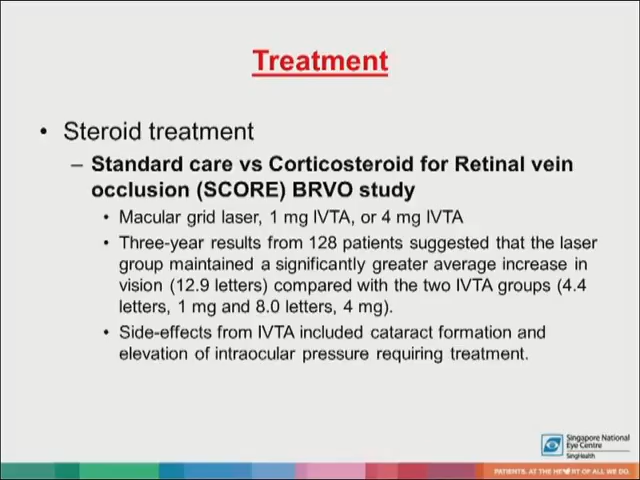 Treatment
• Steroid treatment
– Standard care vs Corticosteroid for Retinal vein
occlusion (SCORE) BRVO study
• Macular grid laser, 1 mg IVTA, or 4 mg IVTA
• Three-year results from 128 patients suggested that the laser
group maintained a significantly greater average increase in
vision (12.9 letters) compared with the two IVTA groups (4.4
letters, 1 mg and 8.0 letters, 4 mg).
• Side-effects from IVTA included cataract formation and
elevation of intraocular pressure requiring treatment.
Singapore National
Eye Centre
SingHealth
PATIENTS. AT THE HE♥RT OF ALL WE DO.